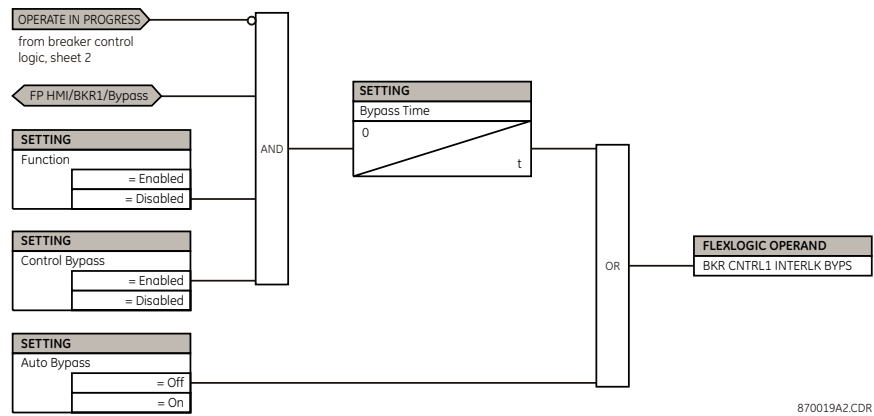 OPERATE IN PROGRESS
from breaker control
logic, sheet 2
FP HMI/BKR1/Bypass
SETTING
Function
= Enabled
= Disabled
SETTING
Control Bypass
= Enabled
= Disabled
SETTING
Auto Bypass
= Off
= On
AND
SETTING
Bypass Time
0
t
OR
FLEXLOGIC OPERAND
BKR CNTRL1 INTERLK BYPS
870019A2.CDR